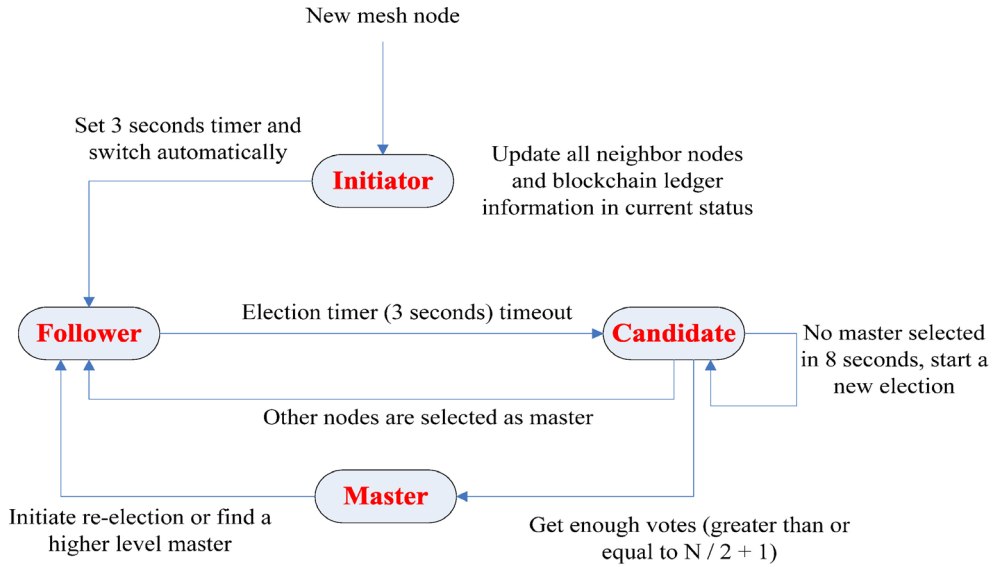 New mesh node
Set 3 seconds timer and
switch automatically
Initiator
Update all neighbor nodes
and blockchain ledger
information in current status
Follower
Election timer (3 seconds) timeout
Candidate
No master selected
in 8 seconds, start a
new election
Other nodes are selected as master
Master
Initiate re-election or find a
higher level master
Get enough votes (greater than or
equal to N / 2 + 1)